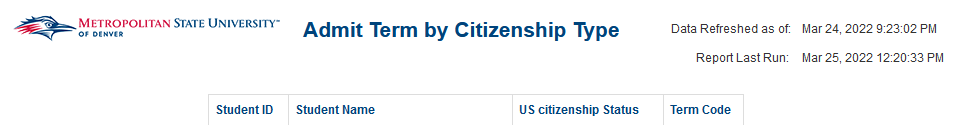 METROPOLITAN STATE UNIVERSITY™
OF DENVER
Admit Term by Citizenship Type
Data Refreshed as of: Mar 24, 2022 9:23:02 PM
Report Last Run: Mar 25, 2022 12:20:33 PM
Student ID Student Name US citizenship Status Term Code